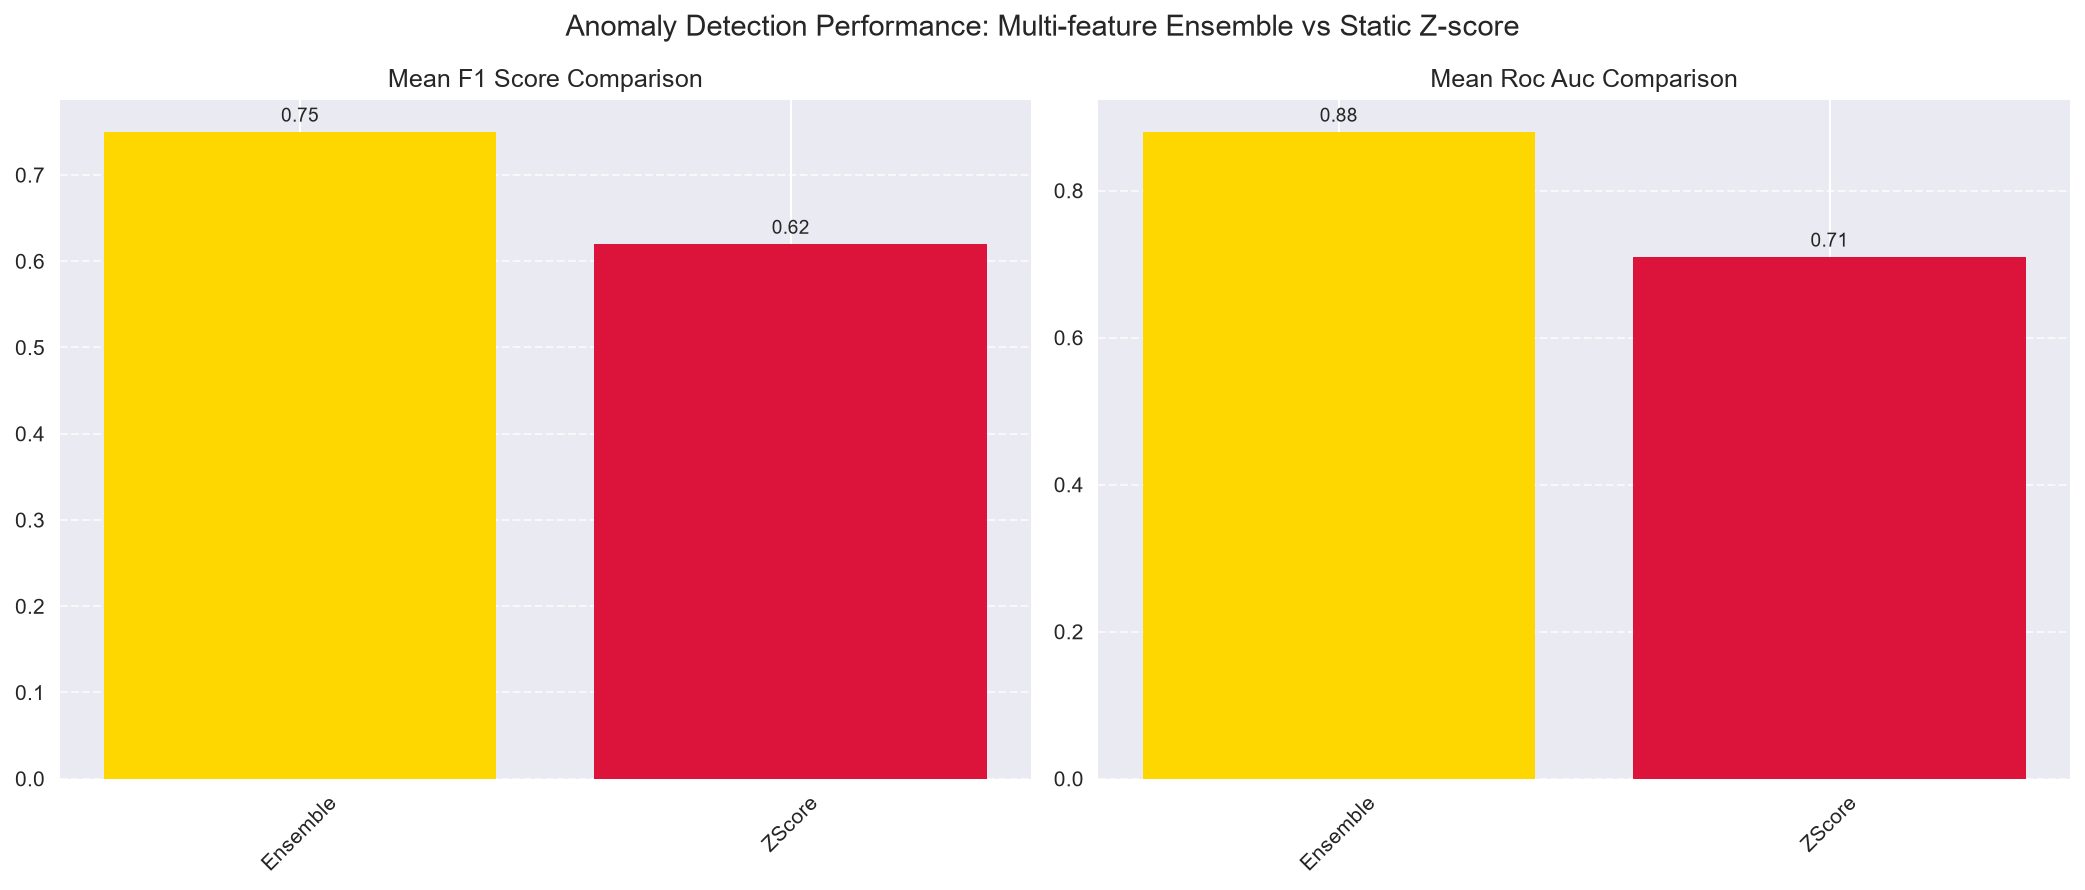 Anomaly Detection Performance: Multi-feature Ensemble vs Static Z-score
Mean F1 Score Comparison
0.75
0.62
0.7
0.6
0.5
0.4
0.3
0.2
0.1
0.0
Ensemble
ZScore
Mean Roc Auc Comparison
0.88
0.71
0.8
0.6
0.4
0.2
0.0
Ensemble
ZScore